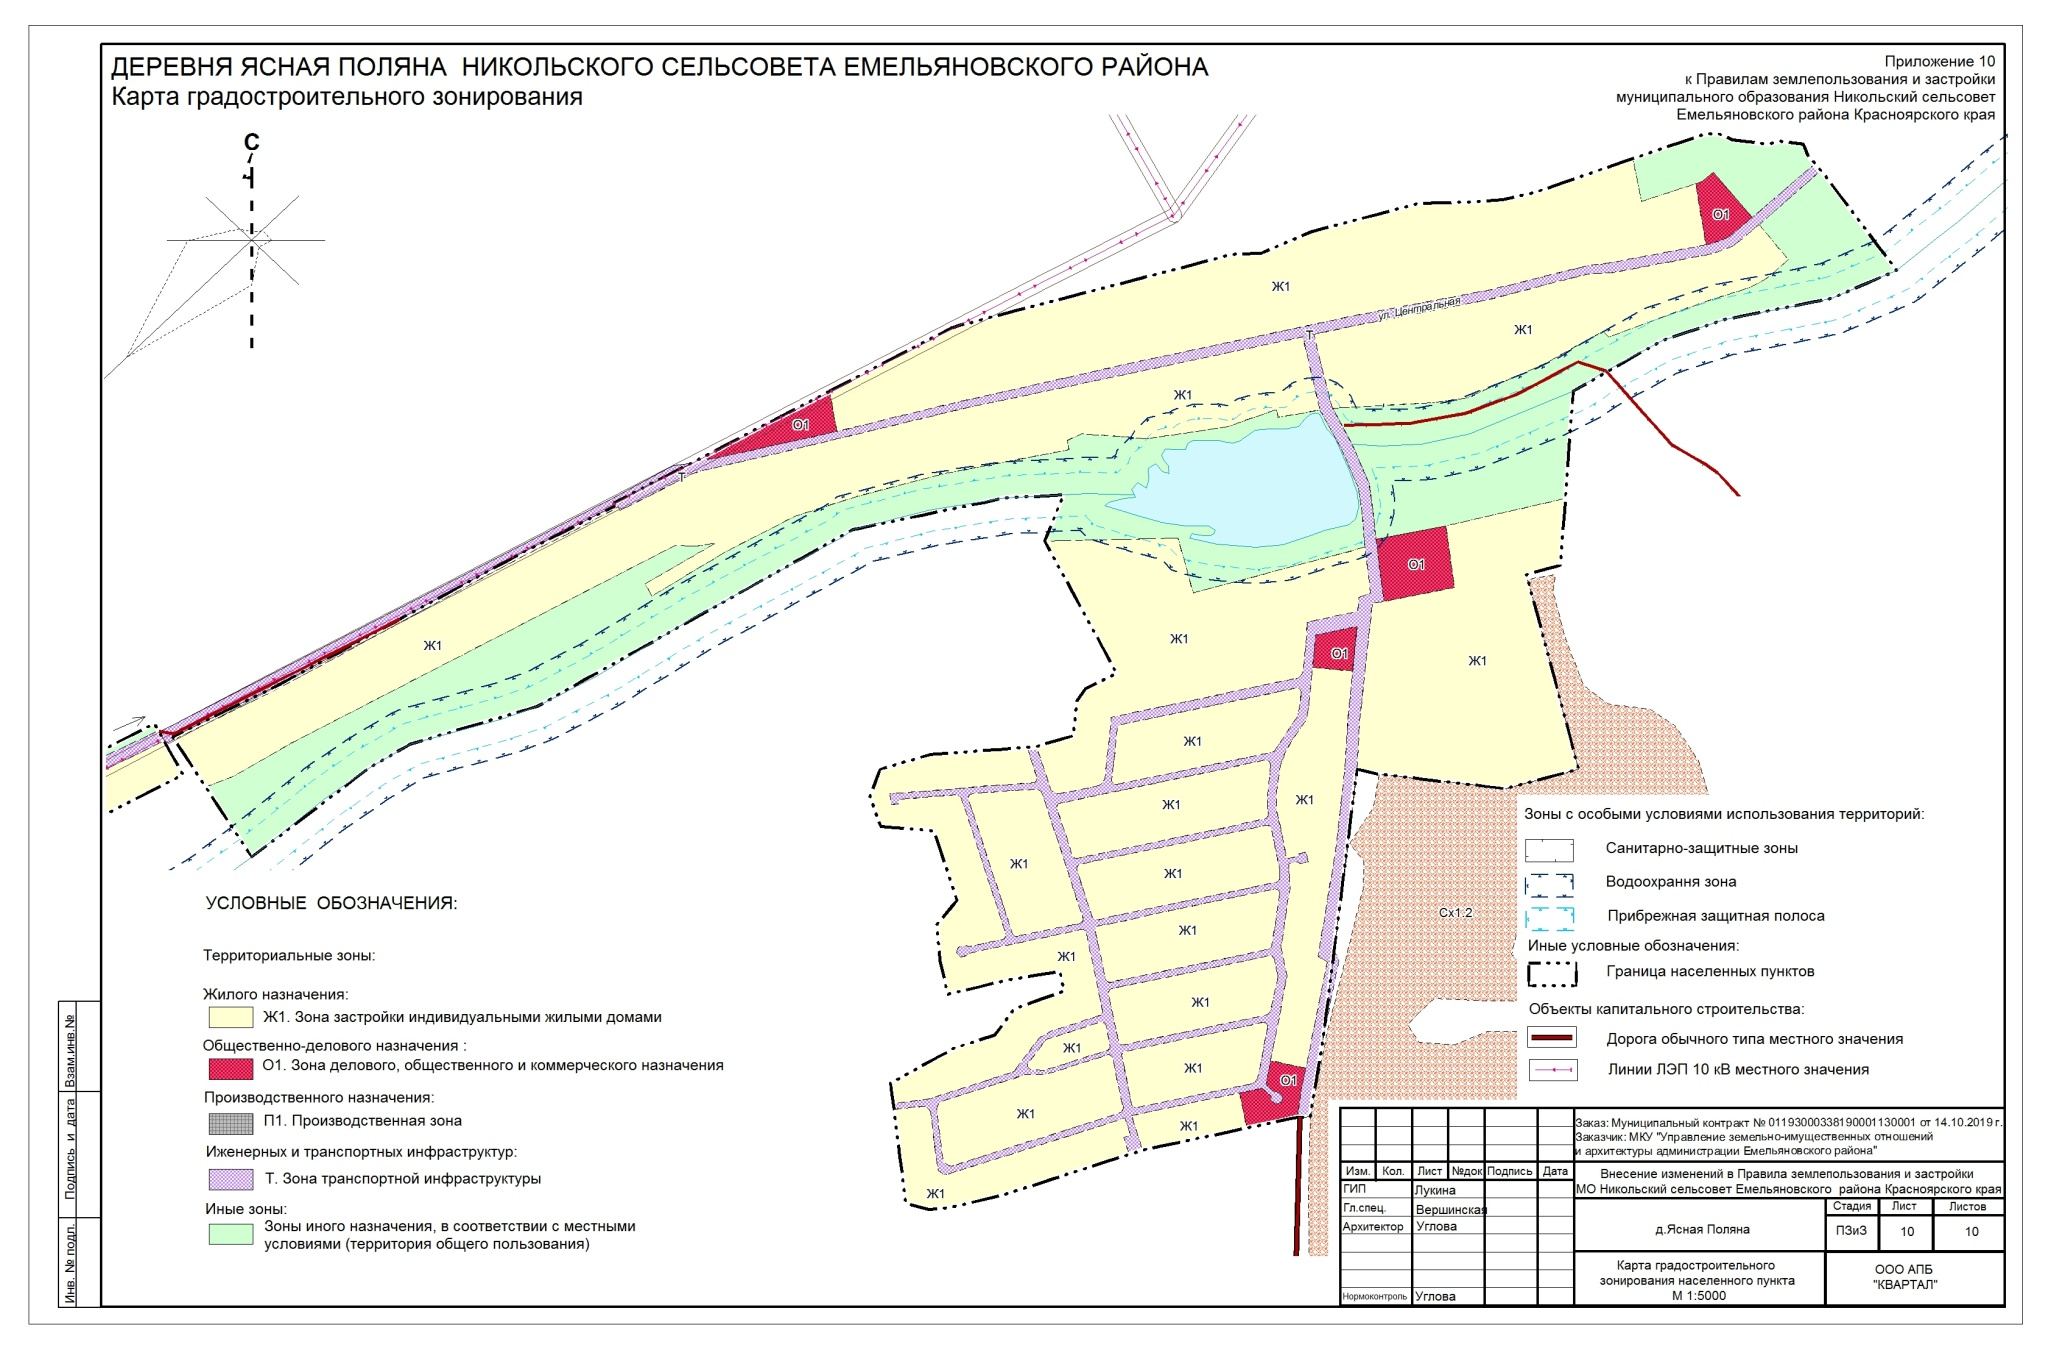 ДЕРЕВНЯ ЯСНАЯ ПОЛЯНА НИКОЛЬСКОГО СЕЛЬСОВЕТА ЕМЕЛЬЯНОВСКОГО РАЙОНА
Карта градостроительного зонирования
Приложение 10
к Правилам землепользования и застройки
муниципального образования Никольский сельсовет
Емельяновского района Красноярского края
С
О1
Ж1
ул. Центральная
Ж1
Т
Ж1
О1
Т
О1
Ж1
Ж1
О1
Ж1
Ж1
Ж1
Ж1
Ж1
Ж1
Ж1
Сх1.2
Ж1
Ж1
Ж1
Ж1
Ж1
О1
Ж1
Ж1
Ж1
УСЛОВНЫЕ ОБОЗНАЧЕНИЯ:
Территориальные зоны:
Жилого назначения:
Ж1. Зона застройки индивидуальными жилыми домами
Общественно-делового назначения :
О1. Зона делового, общественного и коммерческого назначения
Производственного назначения:
П1. Производственная зона
Инженерных и транспортных инфраструктур:
Т. Зона транспортной инфраструктуры
Иные зоны:
Зоны иного назначения, в соответствии с местными
условиями (территория общего пользования)
Зоны с особыми условиями использования территорий:
Санитарно-защитные зоны
Водоохрання зона
Прибрежная защитная полоса
Иные условные обозначения:
Граница населенных пунктов
Объекты капитального строительства:
Дорога обычного типа местного значения
Линии ЛЭП 10 кВ местного значения
Взам.инв.№
Подпись и дата
Инв. № подл.
Заказ: Муниципальный контракт № 01193000338190001130001 от 14.10.2019 г.
Заказчик: МКУ "Управление земельно-имущественных отношений
и архитектуры администрации Емельяновского района"
Изм. Кол. Лист №док Подпись Дата
Внесение изменений в Правила землепользования и застройки
МО Никольский сельсовет Емельяновского района Красноярского края
ГИП Лукина
Гл.спец. Вершинская
Архитектор Углова
Нормоконтроль Углова
Стадия Лист Листов
д.Ясная Поляна
ПЗиЗ 10 10
Карта градостроительного
зонирования населенного пункта
М 1:5000
ООО АПБ
"КВАРТАЛ"